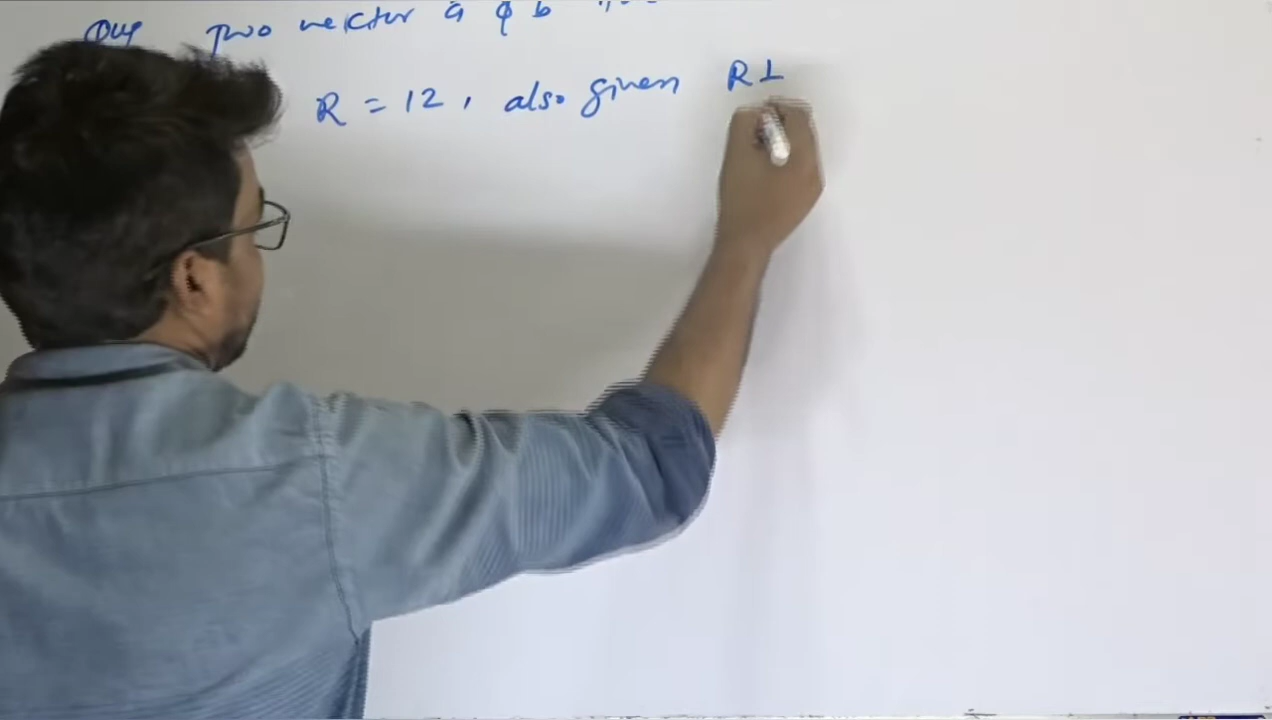 Que two vector a & b
R = 12, also given R⊥